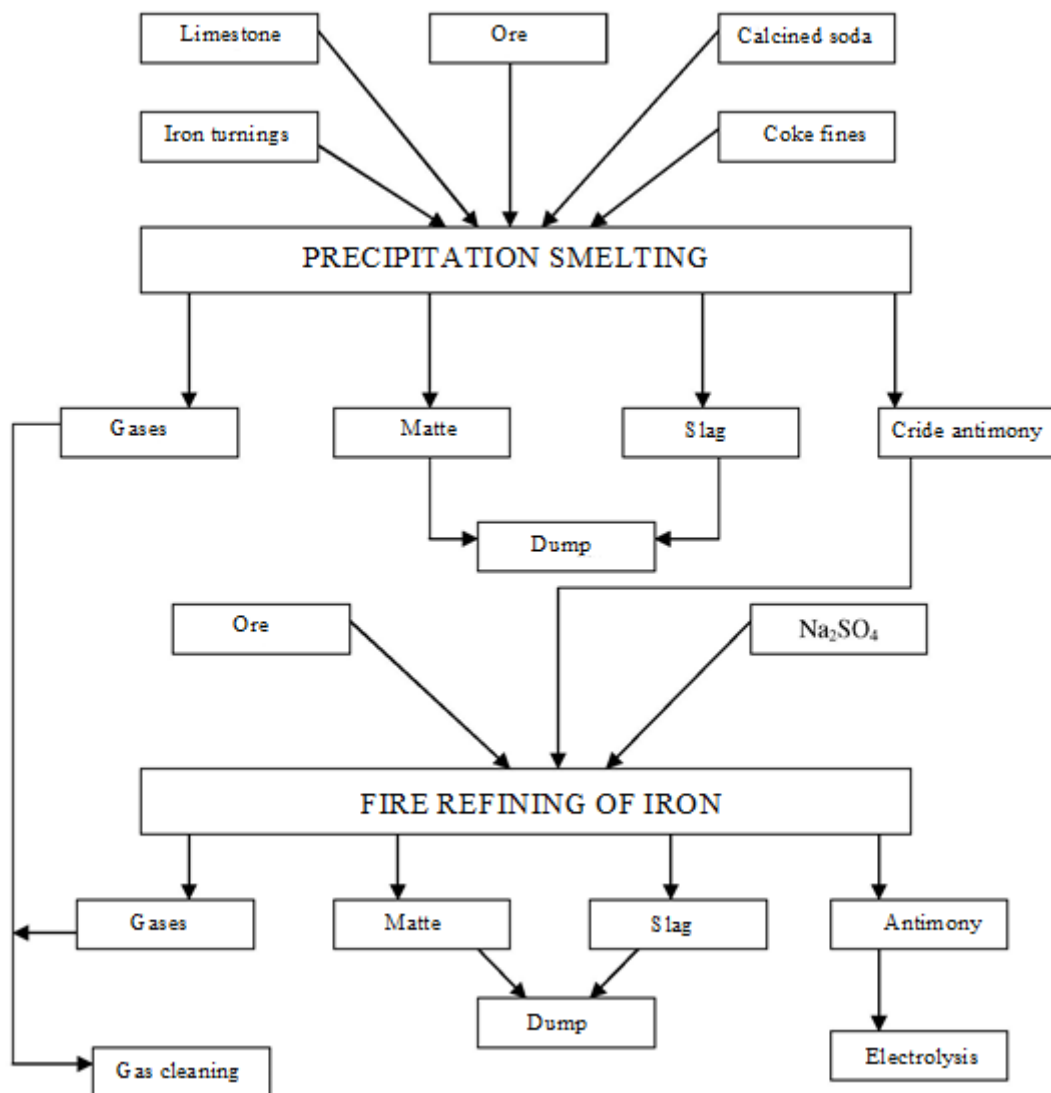 Limestone
Ore
Calcined soda
Iron turnings
Coke fines
PRECIPITATION SMELTING
Gases
Matte
Slag
Cride antimony
Dump
Ore
Na₂SO₄
FIRE REFINING OF IRON
Gases
Matte
Slag
Antimony
Dump
Electrolysis
Gas cleaning